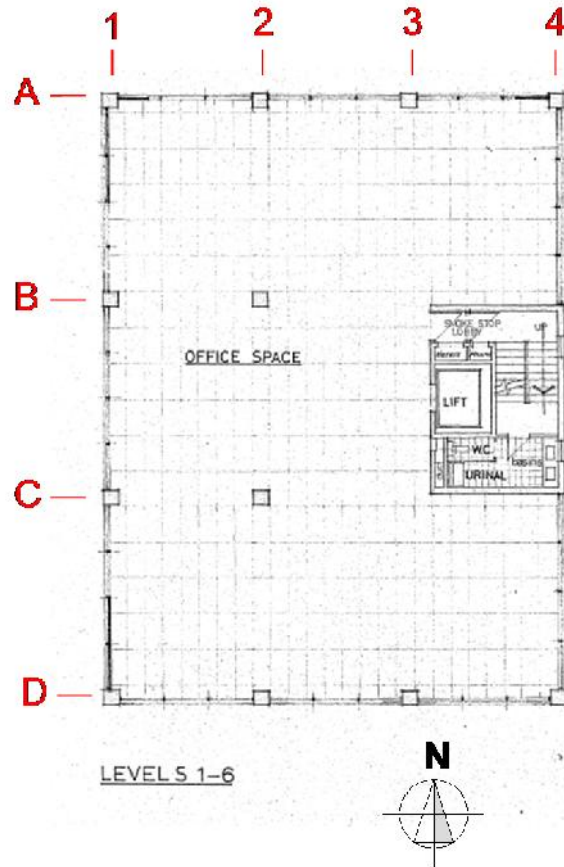 1 2 3 4
A
B
SMOKE STOP
LOBBY
UP
OFFICE SPACE
LIFT
C
W.C.
URINAL
D
LEVELS 1-6
N